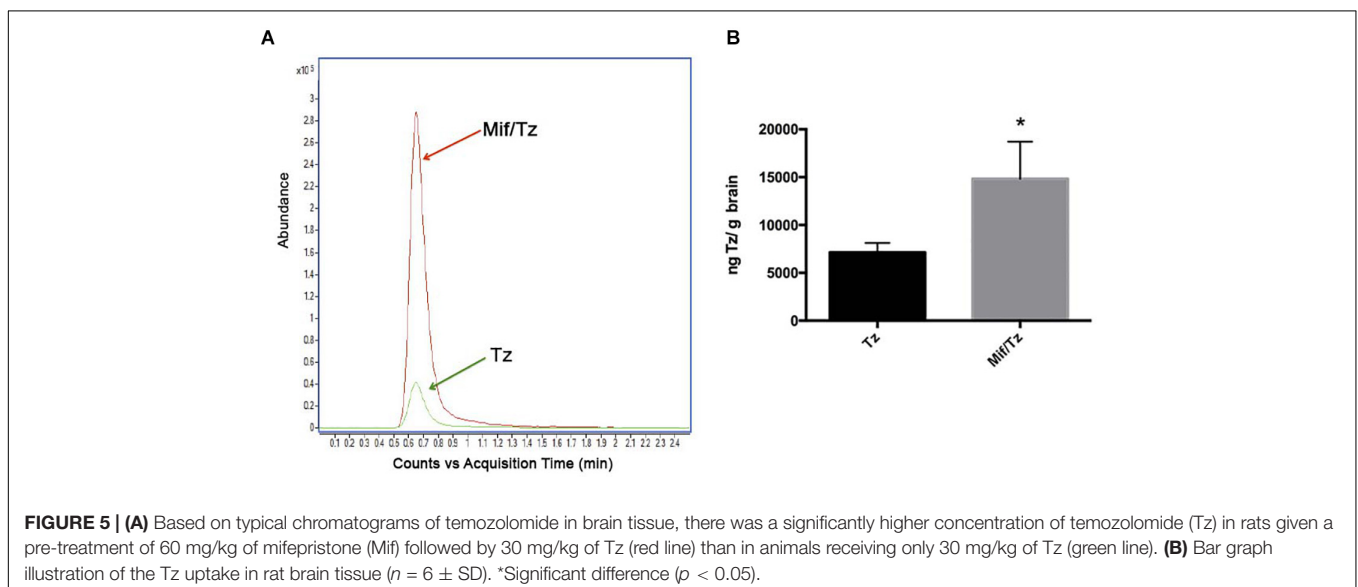 A
x10⁵
3
2.8
2.6
2.4
2.2
2
1.8
1.6
1.4
1.2
1
0.8
0.6
0.4
0.2
0
Abundance
Mif/Tz
Tz
0.1 0.2 0.3 0.4 0.5 0.6 0.7 0.8 0.9 1 1.1 1.2 1.3 1.4 1.5 1.6 1.7 1.8 1.9 2 2.1 2.2 2.3 2.4
Counts vs Acquisition Time (min)
B
20000
15000
10000
5000
0
ng Tz/ g brain
*
Tz
Mif/Tz
FIGURE 5 | (A) Based on typical chromatograms of temozolomide in brain tissue, there was a significantly higher concentration of temozolomide (Tz) in rats given a
pre-treatment of 60 mg/kg of mifepristone (Mif) followed by 30 mg/kg of Tz (red line) than in animals receiving only 30 mg/kg of Tz (green line). (B) Bar graph
illustration of the Tz uptake in rat brain tissue (n = 6 ± SD). *Significant difference (p < 0.05).